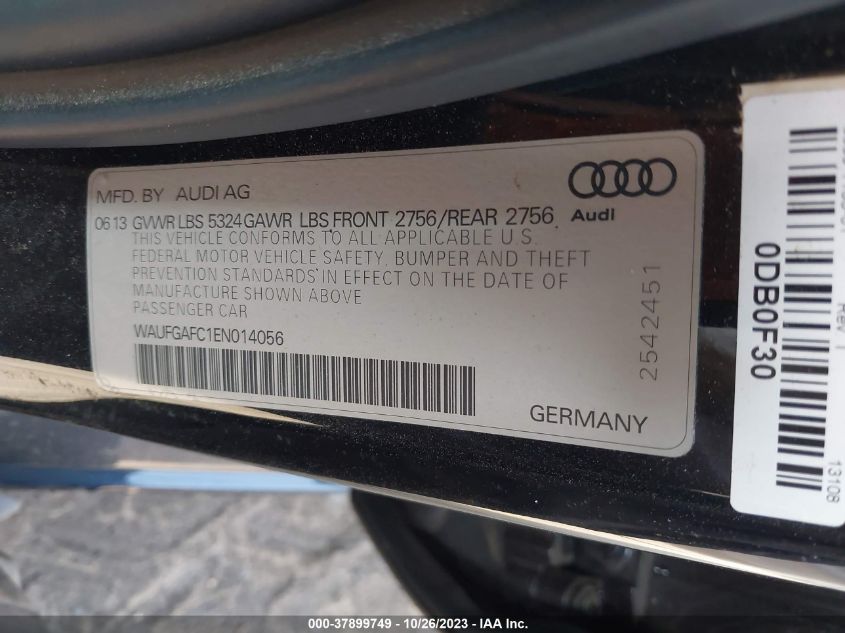 MFD. BY AUDI AG
Audi
06 13 GVWR LBS 5324 GAWR LBS FRONT 2756/REAR 2756
THIS VEHICLE CONFORMS TO ALL APPLICABLE U.S.
FEDERAL MOTOR VEHICLE SAFETY, BUMPER AND THEFT
PREVENTION STANDARDS IN EFFECT ON THE DATE OF
MANUFACTURE SHOWN ABOVE
PASSENGER CAR
WAUFGAFC1EN014056
2542451
GERMANY
0DB0F30
Rev 1
13108
000-37899749 - 10/26/2023 - IAA Inc.